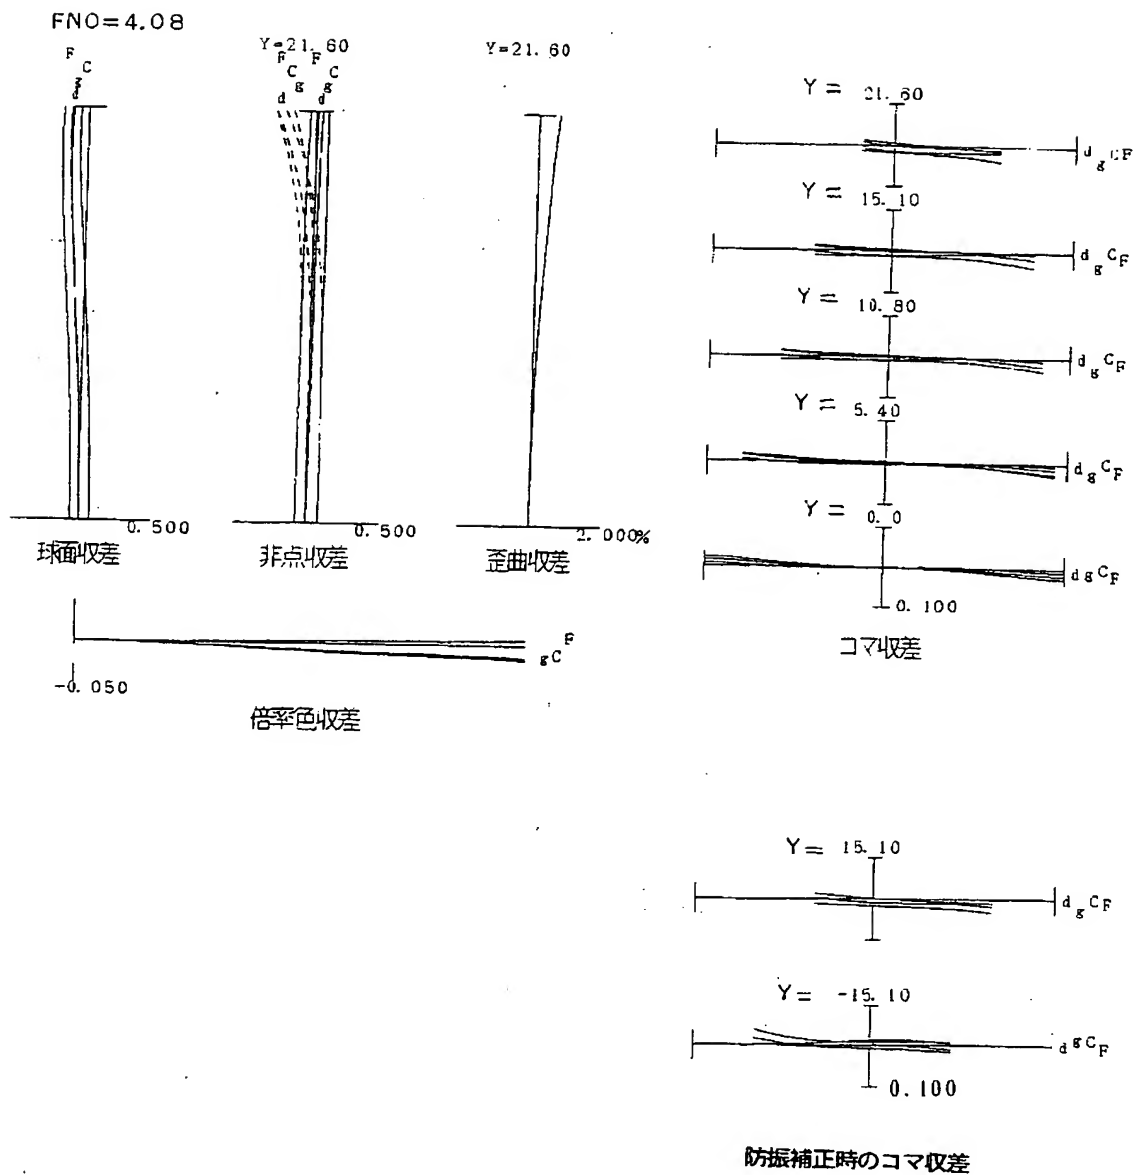 FNO=4.08
F
C
g
d
Y=21.60
F
F
C
C
g
g
d
d
Y=21.60
0.500
球面収差
0.500
非点収差
2.000%
歪曲収差
F
g C
-0.050
倍率色収差
Y= 21.60
d g C F
Y= 15.10
d g C F
Y= 10.80
d g C F
Y= 5.40
d g C F
Y= 0.0
d g C F
0.100
コマ収差
Y= 15.10
d g C F
Y= -15.10
d g C F
0.100
防振補正時のコマ収差